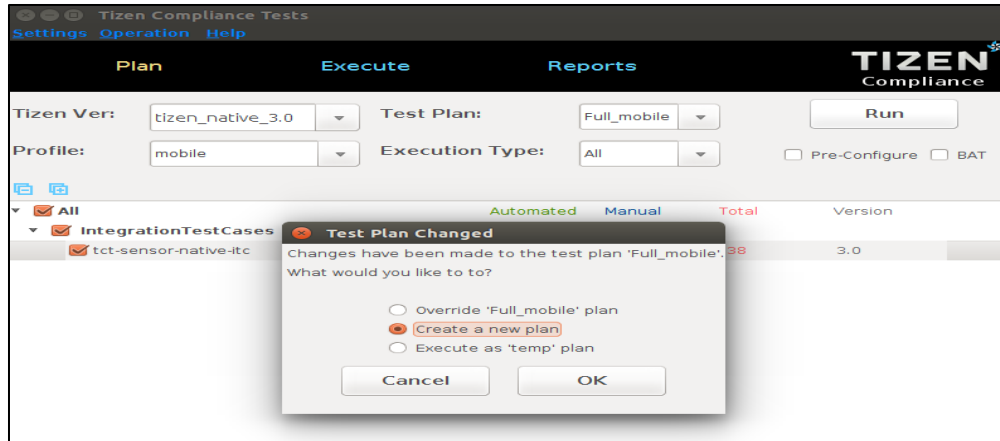 Tizen Compliance Tests
Settings Operation Help
Plan Execute Reports TIZEN
Compliance
Tizen Ver: tizen_native_3.0 Test Plan: Full_mobile Run
Profile: mobile Execution Type: All Pre-Configure BAT
All Automated Manual Total Version
IntegrationTestCases
tct-sensor-native-itc 38 3.0
Test Plan Changed
Changes have been made to the test plan 'Full_mobile'.
What would you like to to?
Override 'Full_mobile' plan
Create a new plan
Execute as 'temp' plan
Cancel OK